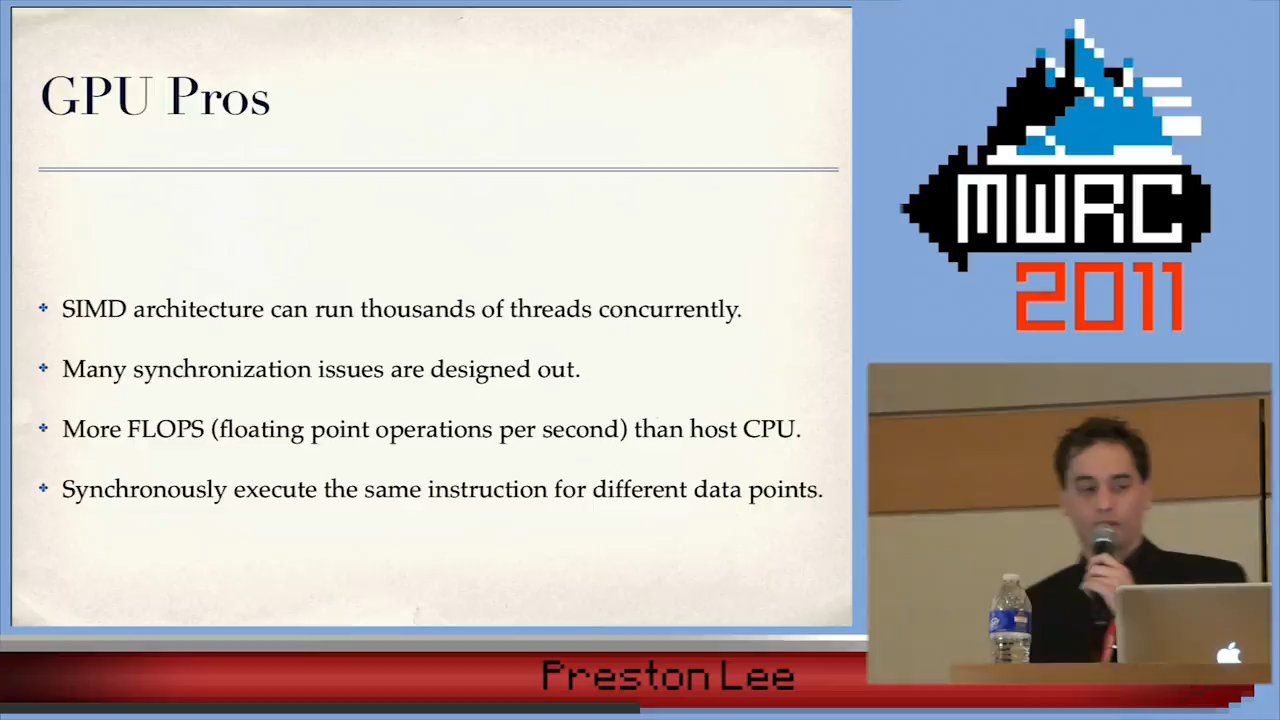 GPU Pros
SIMD architecture can run thousands of threads concurrently.
Many synchronization issues are designed out.
More FLOPS (floating point operations per second) than host CPU.
Synchronously execute the same instruction for different data points.
MWRC
2011
Preston Lee